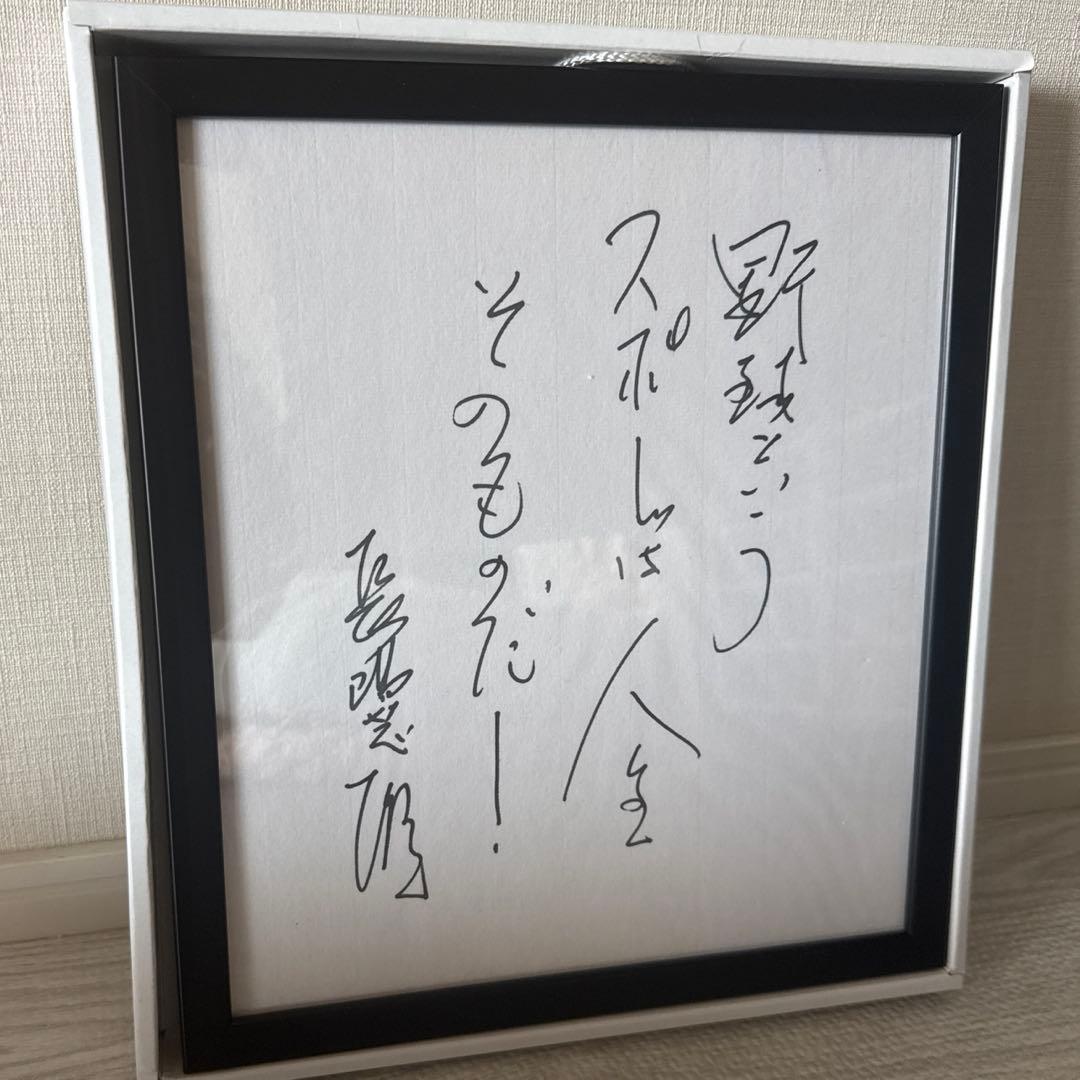 野球という
スポーツは人生
そのものだ！
長嶋茂雄